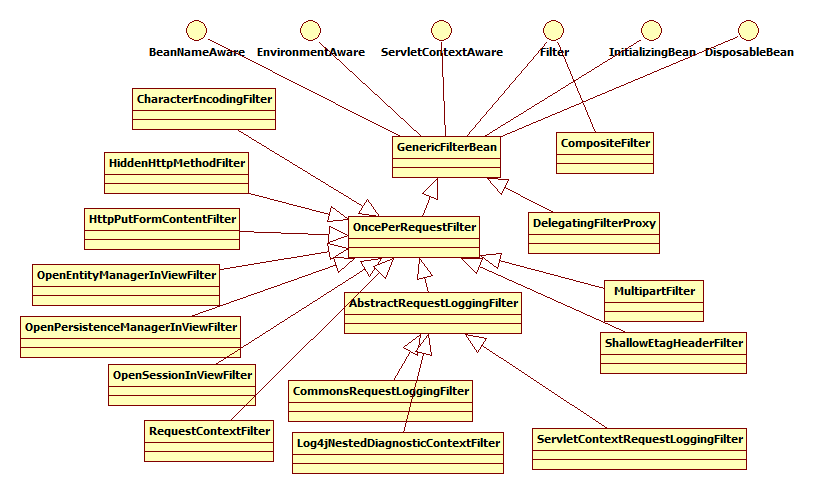 BeanNameAware
EnvironmentAware
ServletContextAware
Filter
InitializingBean
DisposableBean
CharacterEncodingFilter
GenericFilterBean
CompositeFilter
HiddenHttpMethodFilter
HttpPutFormContentFilter
OncePerRequestFilter
DelegatingFilterProxy
OpenEntityManagerInViewFilter
AbstractRequestLoggingFilter
MultipartFilter
OpenPersistenceManagerInViewFilter
ShallowEtagHeaderFilter
OpenSessionInViewFilter
CommonsRequestLoggingFilter
RequestContextFilter
Log4jNestedDiagnosticContextFilter
ServletContextRequestLoggingFilter